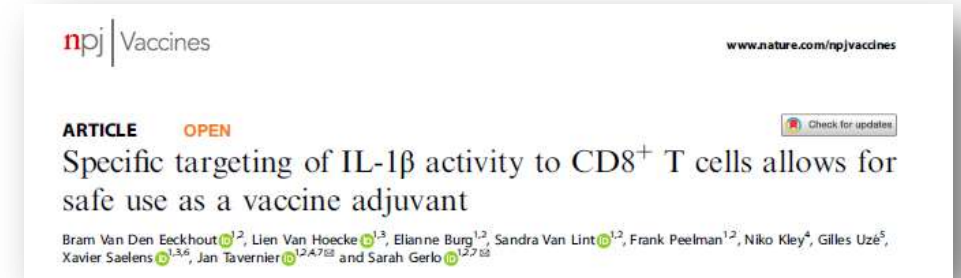 npj | Vaccines
www.nature.com/npjvaccines
ARTICLE OPEN
Check for updates
Specific targeting of IL-1β activity to CD8⁺ T cells allows for
safe use as a vaccine adjuvant
Bram Van Den Eeckhout¹,², Lien Van Hoecke¹,³, Elianne Burg¹,², Sandra Van Lint¹,², Frank Peelman¹,², Niko Kley⁴, Gilles Uzé⁵,
Xavier Saelens¹,³,⁶, Jan Tavernier¹,²,⁴,⁷✉ and Sarah Gerlo¹,²,⁷✉